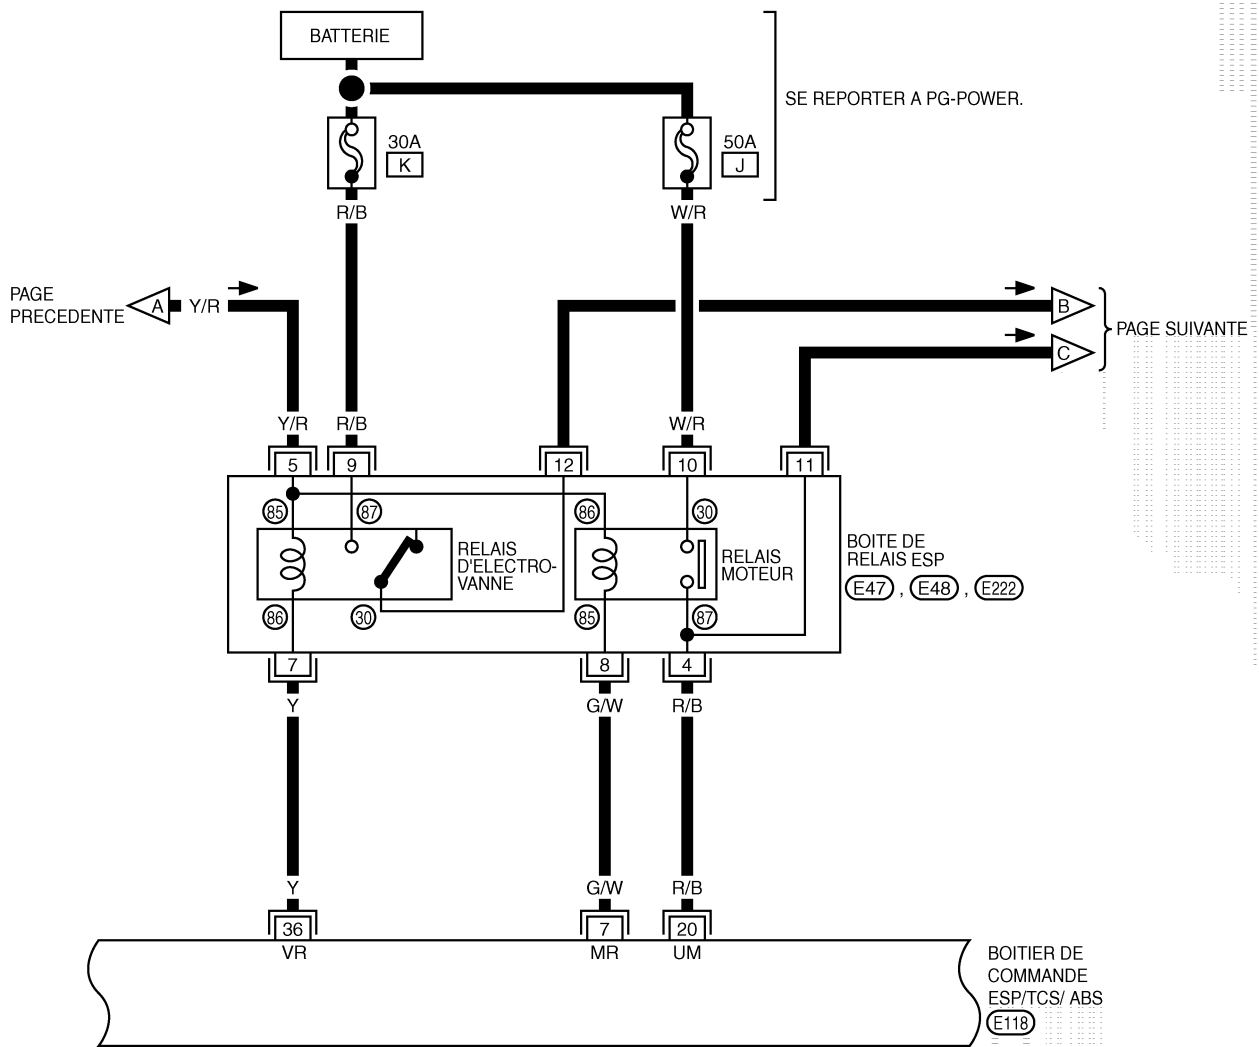 BATTERIE
SE REPORTER A PG-POWER.
30A
K
50A
J
R/B
W/R
PAGE
PRECEDENTE
A
Y/R
B
C
PAGE SUIVANTE
Y/R
R/B
W/R
5
9
12
10
11
85
87
86
30
RELAIS
D'ELECTRO-
VANNE
RELAIS
MOTEUR
BOITE DE
RELAIS ESP
E47 , E48 , E222
86
30
85
87
7
8
4
Y
G/W
R/B
Y
G/W
R/B
36
7
20
VR
MR
UM
BOITIER DE
COMMANDE
ESP/TCS/ ABS
E118